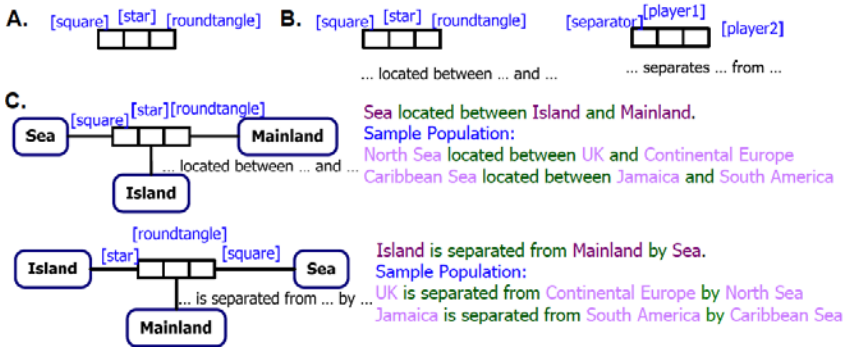 A.
[square] [star] [roundtangle]
B.
[square] [star] [roundtangle]
... located between ... and ...
[separator] [player1] [player2]
... separates ... from ...
C.
[square] [star] [roundtangle]
Sea
Mainland
... located between ... and ...
Island
Sea located between Island and Mainland.
Sample Population:
North Sea located between UK and Continental Europe
Caribbean Sea located between Jamaica and South America
[roundtangle]
[star] [square]
Island
Sea
... is separated from ... by ...
Mainland
Island is separated from Mainland by Sea.
Sample Population:
UK is separated from Continental Europe by North Sea
Jamaica is separated from South America by Caribbean Sea